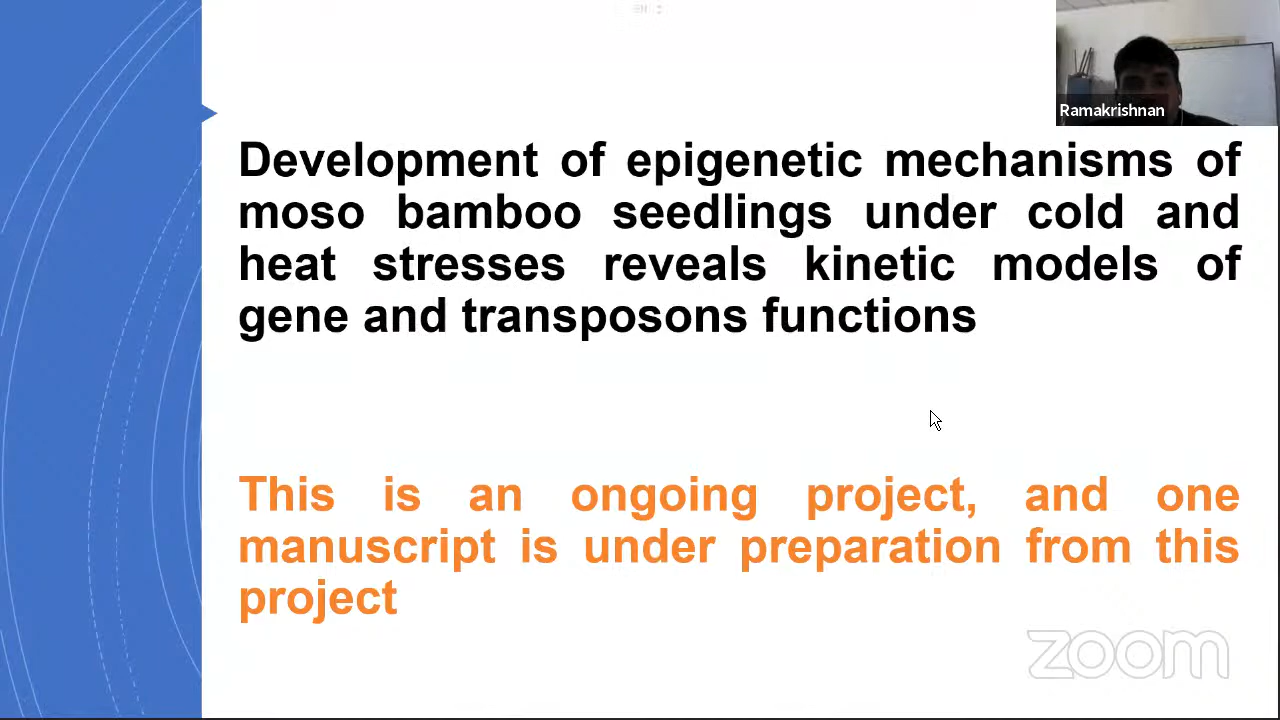 Ramakrishnan
Development of epigenetic mechanisms of
moso bamboo seedlings under cold and
heat stresses reveals kinetic models of
gene and transposons functions
This is an ongoing project, and one
manuscript is under preparation from this
project
zoom